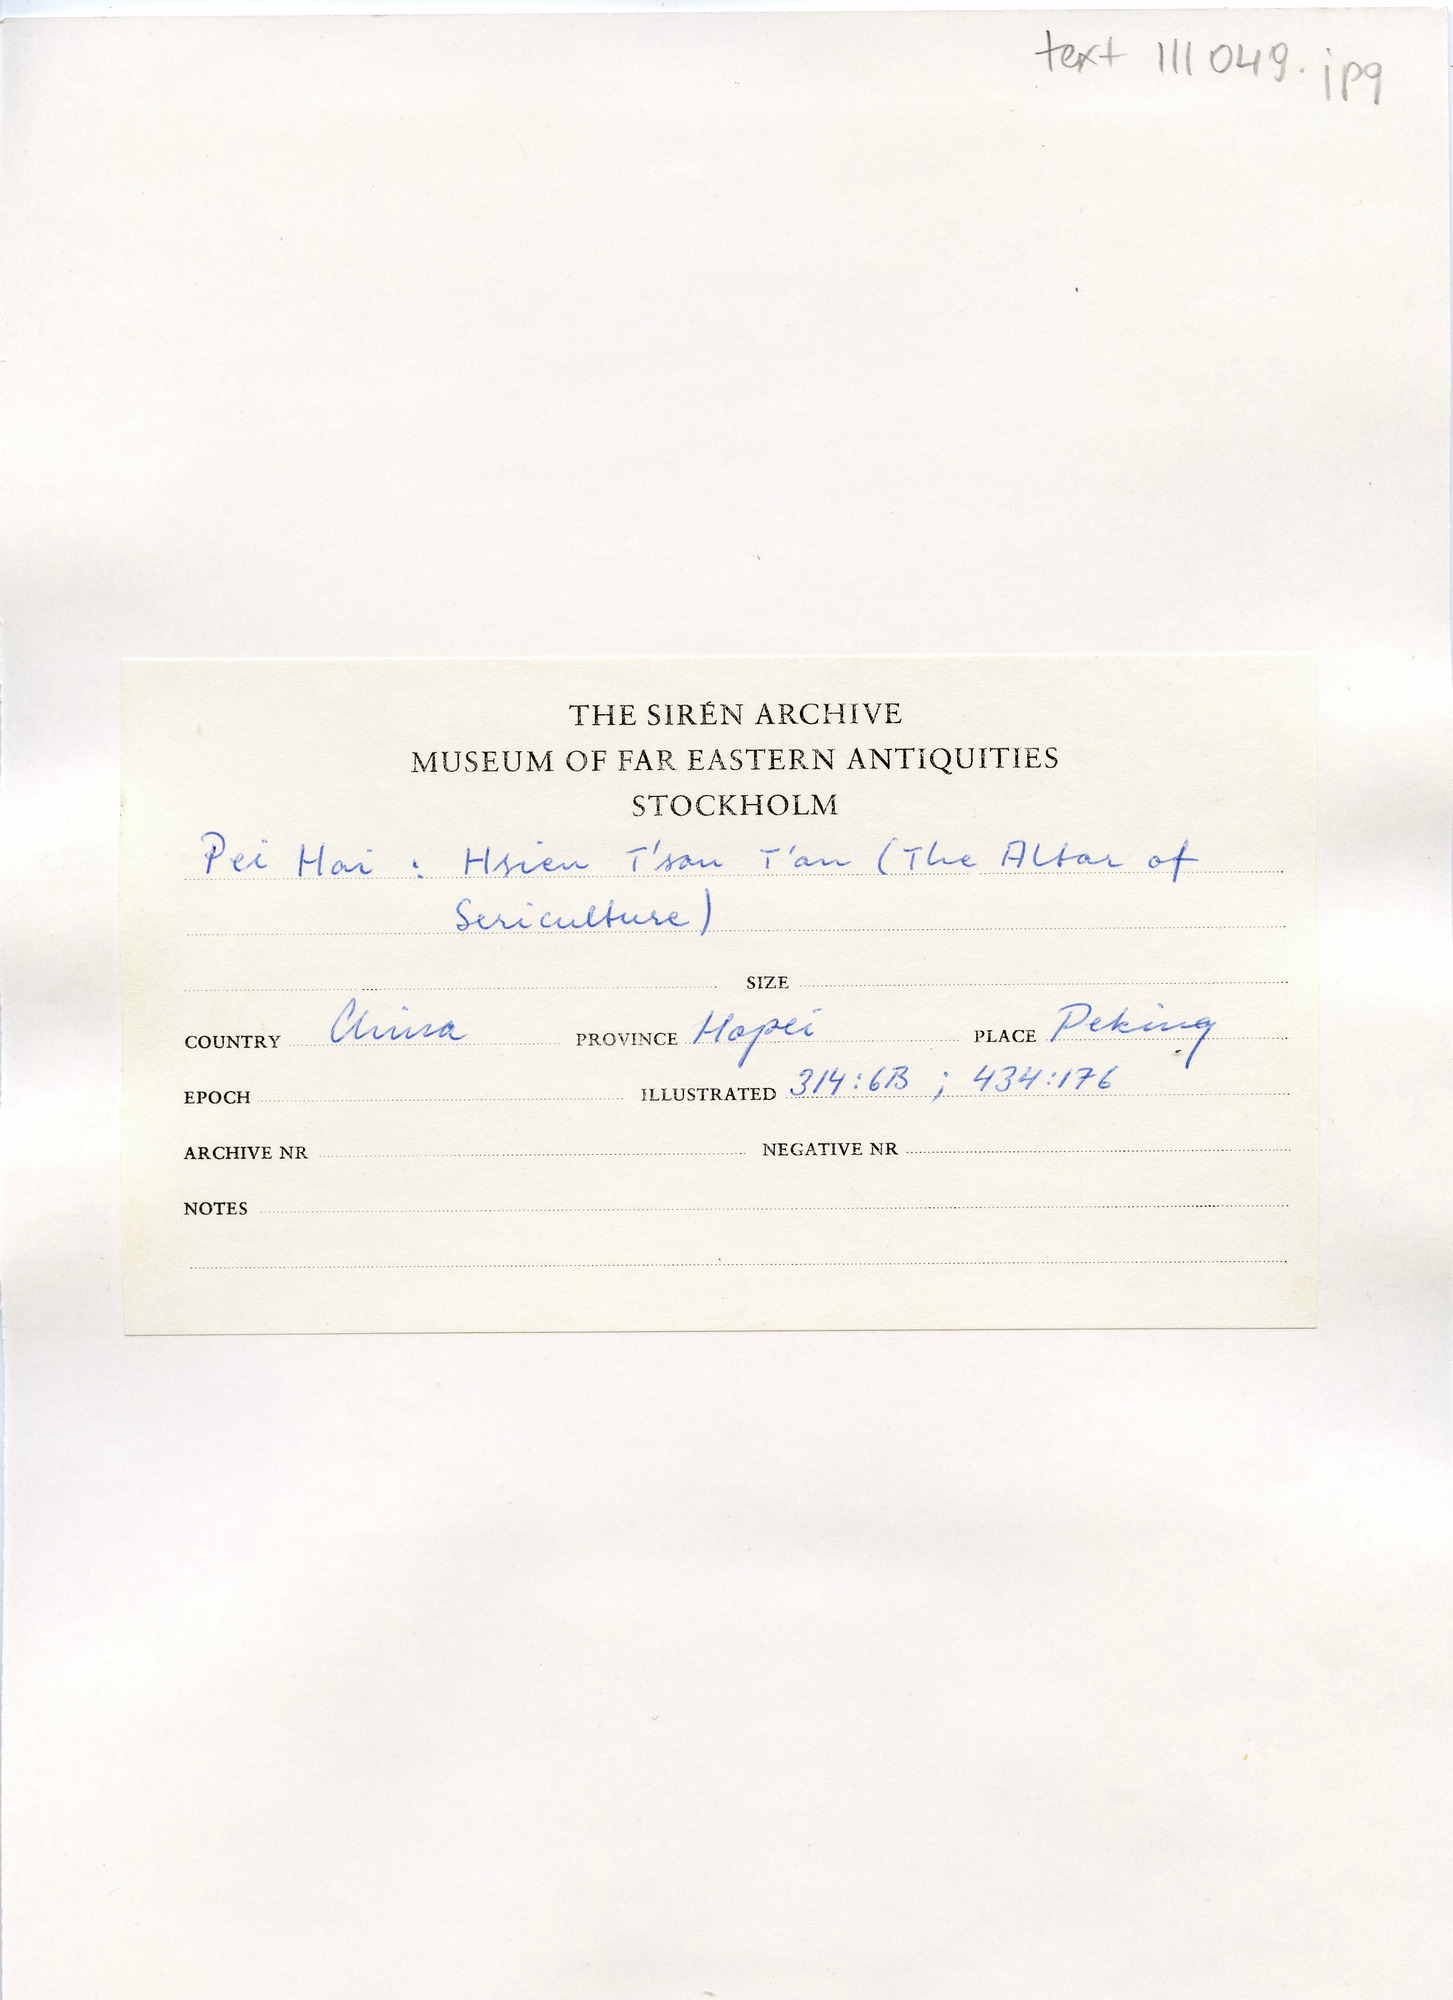 text III 049.jpg
THE SIRÉN ARCHIVE
MUSEUM OF FAR EASTERN ANTIQUITIES
STOCKHOLM
Pei Hai : Hsien T'san T'an (The Altar of
Sericulture)
SIZE
COUNTRY China PROVINCE Hopei PLACE Peking
EPOCH ILLUSTRATED 314:6B ; 434:176
ARCHIVE NR NEGATIVE NR
NOTES